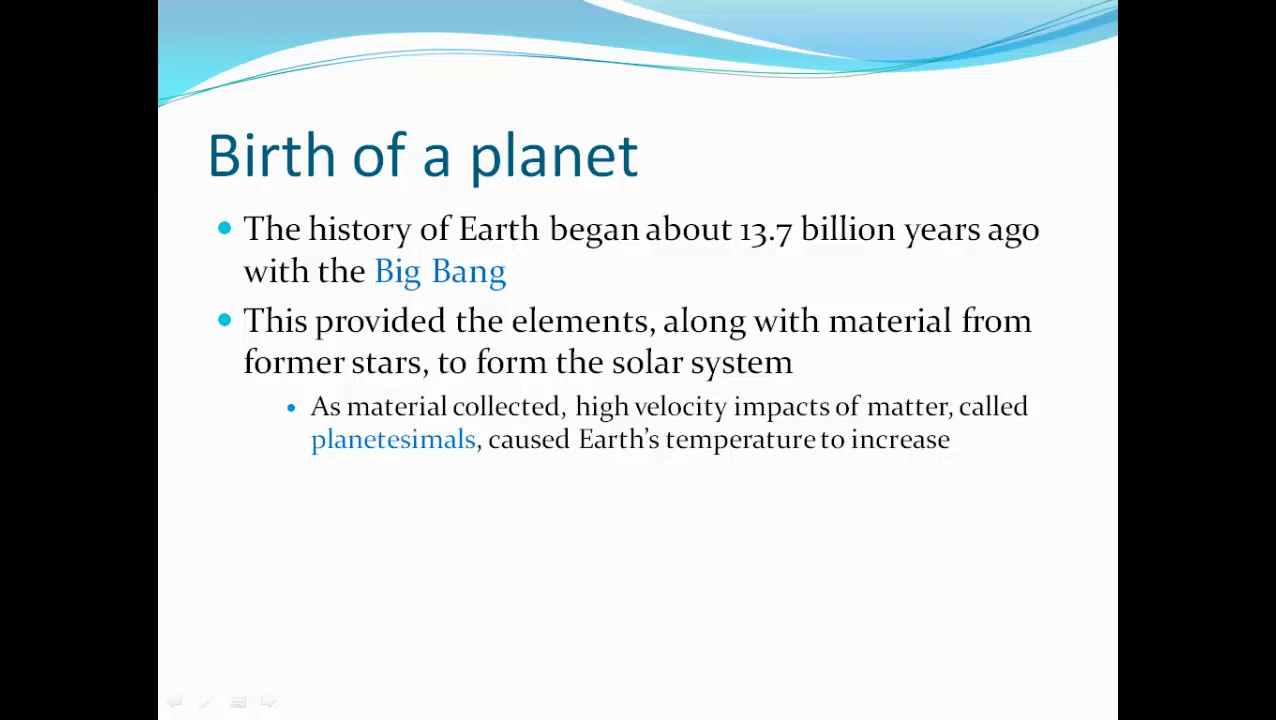 Birth of a planet
• The history of Earth began about 13.7 billion years ago
with the Big Bang
• This provided the elements, along with material from
former stars, to form the solar system
• As material collected, high velocity impacts of matter, called
planetesimals, caused Earth's temperature to increase